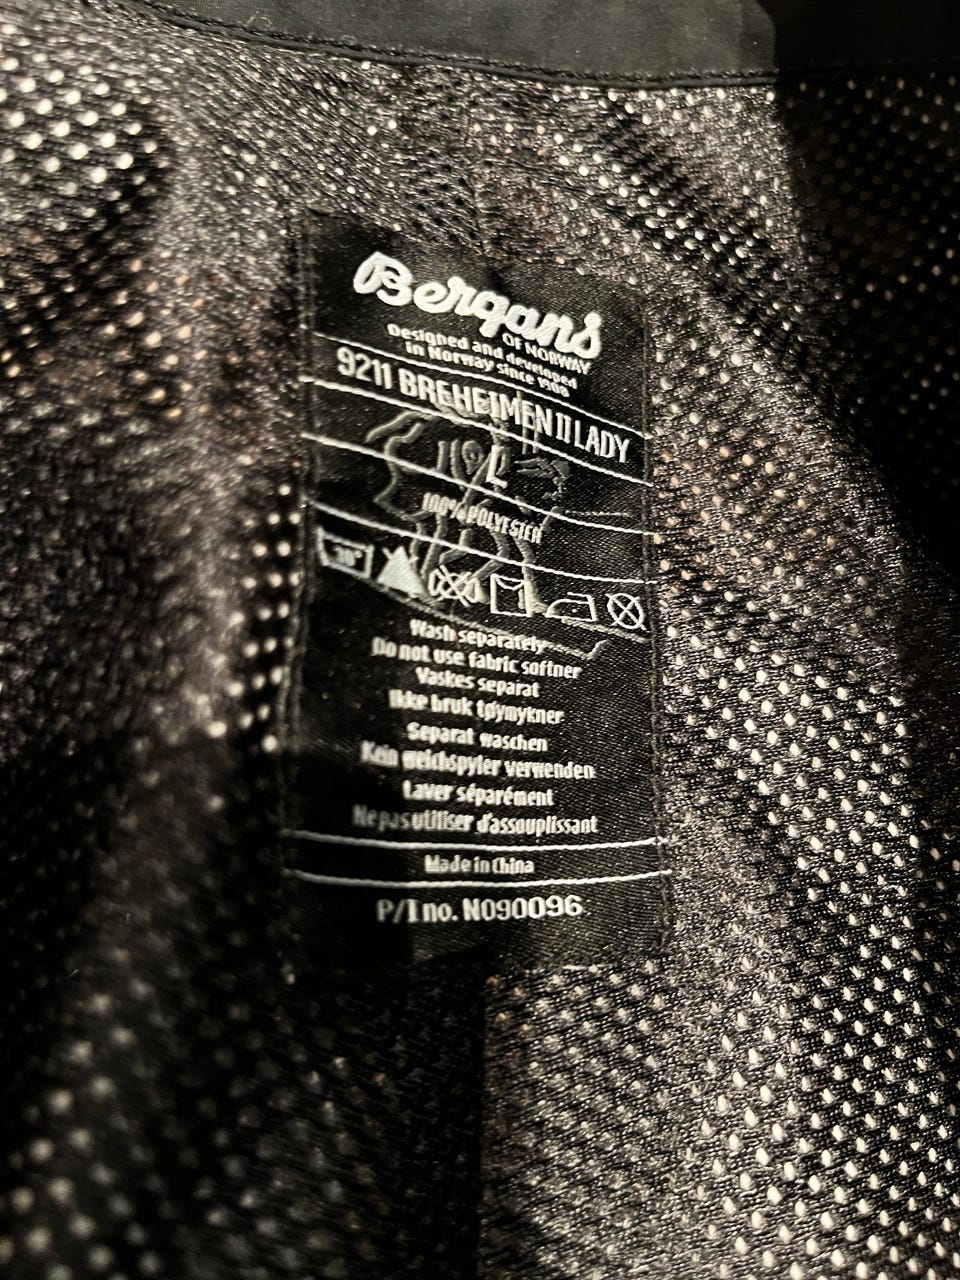 Bergans
OF NORWAY
Designed and developed
in Norway since 1908
9211 BREHEIMEN II LADY
L
100% POLYESTER
30°
Wash separately
Do not use fabric softner
Vaskes separat
Ikke bruk tøymykner
Separat waschen
Kein weichspyler verwenden
Laver séparément
Ne pas utiliser d'assouplissant
Made in China
P/I no. N090096